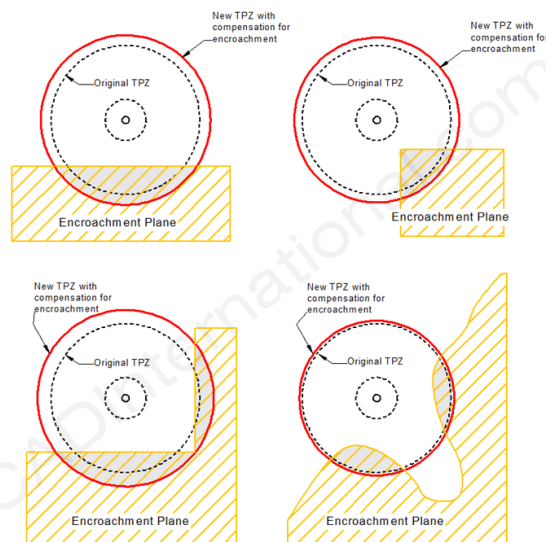 New TPZ with
compensation for
encroachment
Original TPZ
Encroachment Plane
New TPZ with
compensation for
encroachment
Original TPZ
Encroachment Plane
New TPZ with
compensation for
encroachment
Original TPZ
Encroachment Plane
New TPZ with
compensation for
encroachment
Original TPZ
Encroachment Plane
CADInternational.com